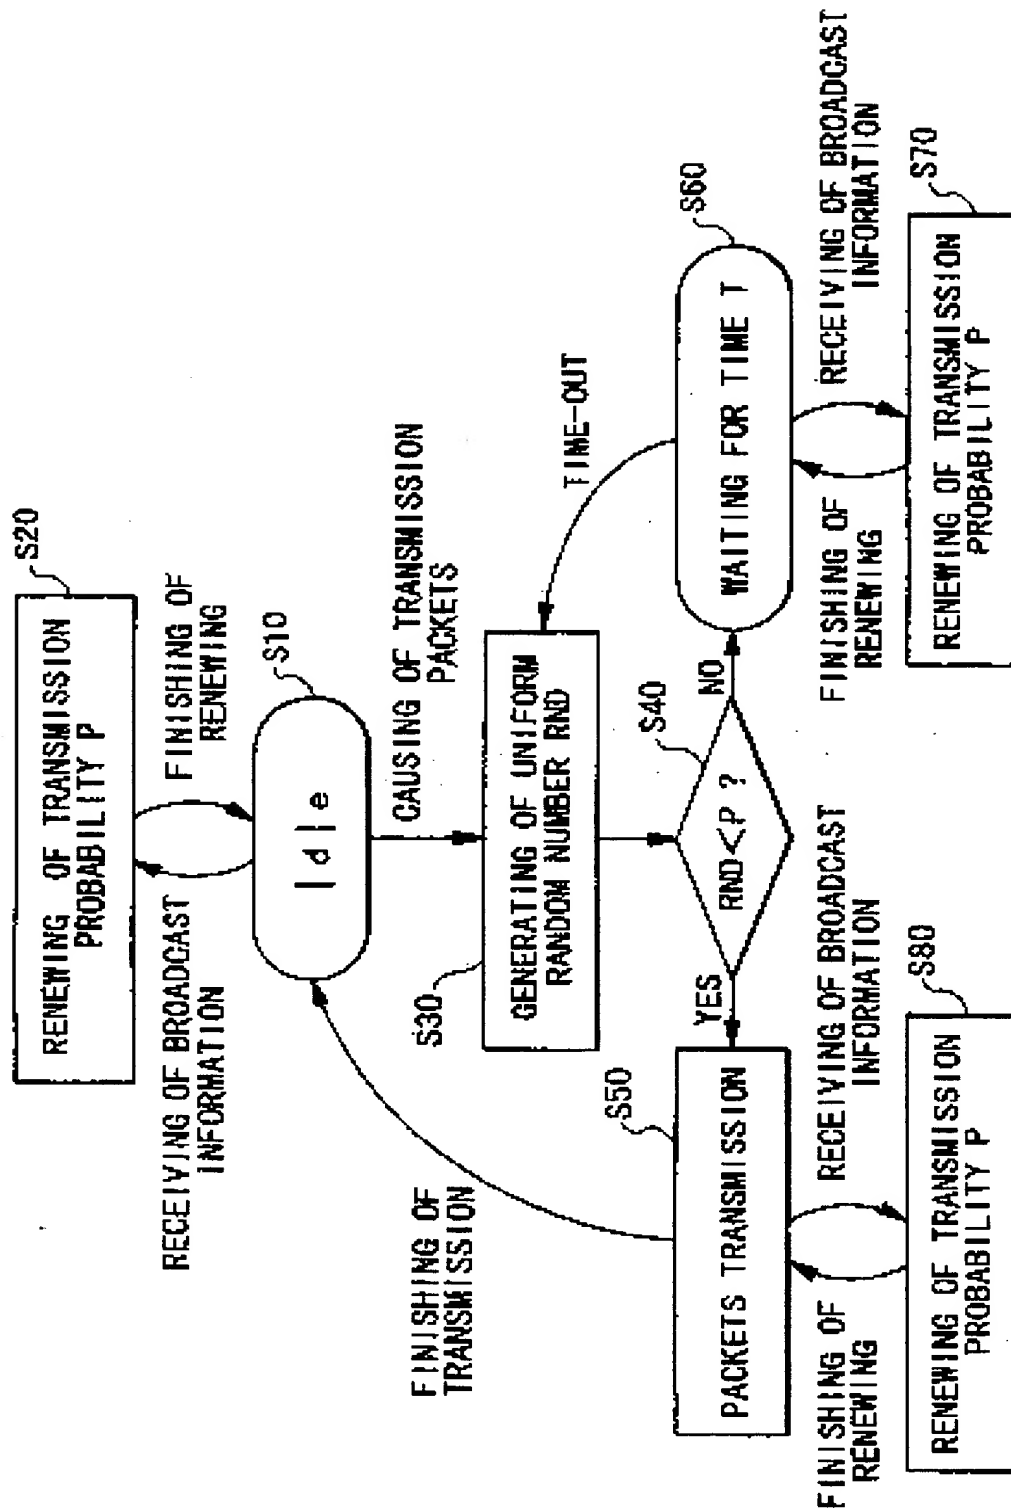 RENEWING OF TRANSMISSION
PROBABILITY P
S20
RECEIVING OF BROADCAST
INFORMATION
FINISHING OF
RENEWING
Idle
S10
FINISHING OF
TRANSMISSION
CAUSING OF TRANSMISSION
PACKETS
S30
GENERATING OF UNIFORM
RANDOM NUMBER RND
TIME-OUT
S50
PACKETS TRANSMISSION
YES
RND<P ?
S40
NO
WAITING FOR TIME T
S60
FINISHING OF
RENEWING
RECEIVING OF BROADCAST
INFORMATION
FINISHING OF
RENEWING
RECEIVING OF BROADCAST
INFORMATION
RENEWING OF TRANSMISSION
PROBABILITY P
S80
RENEWING OF TRANSMISSION
PROBABILITY P
S70